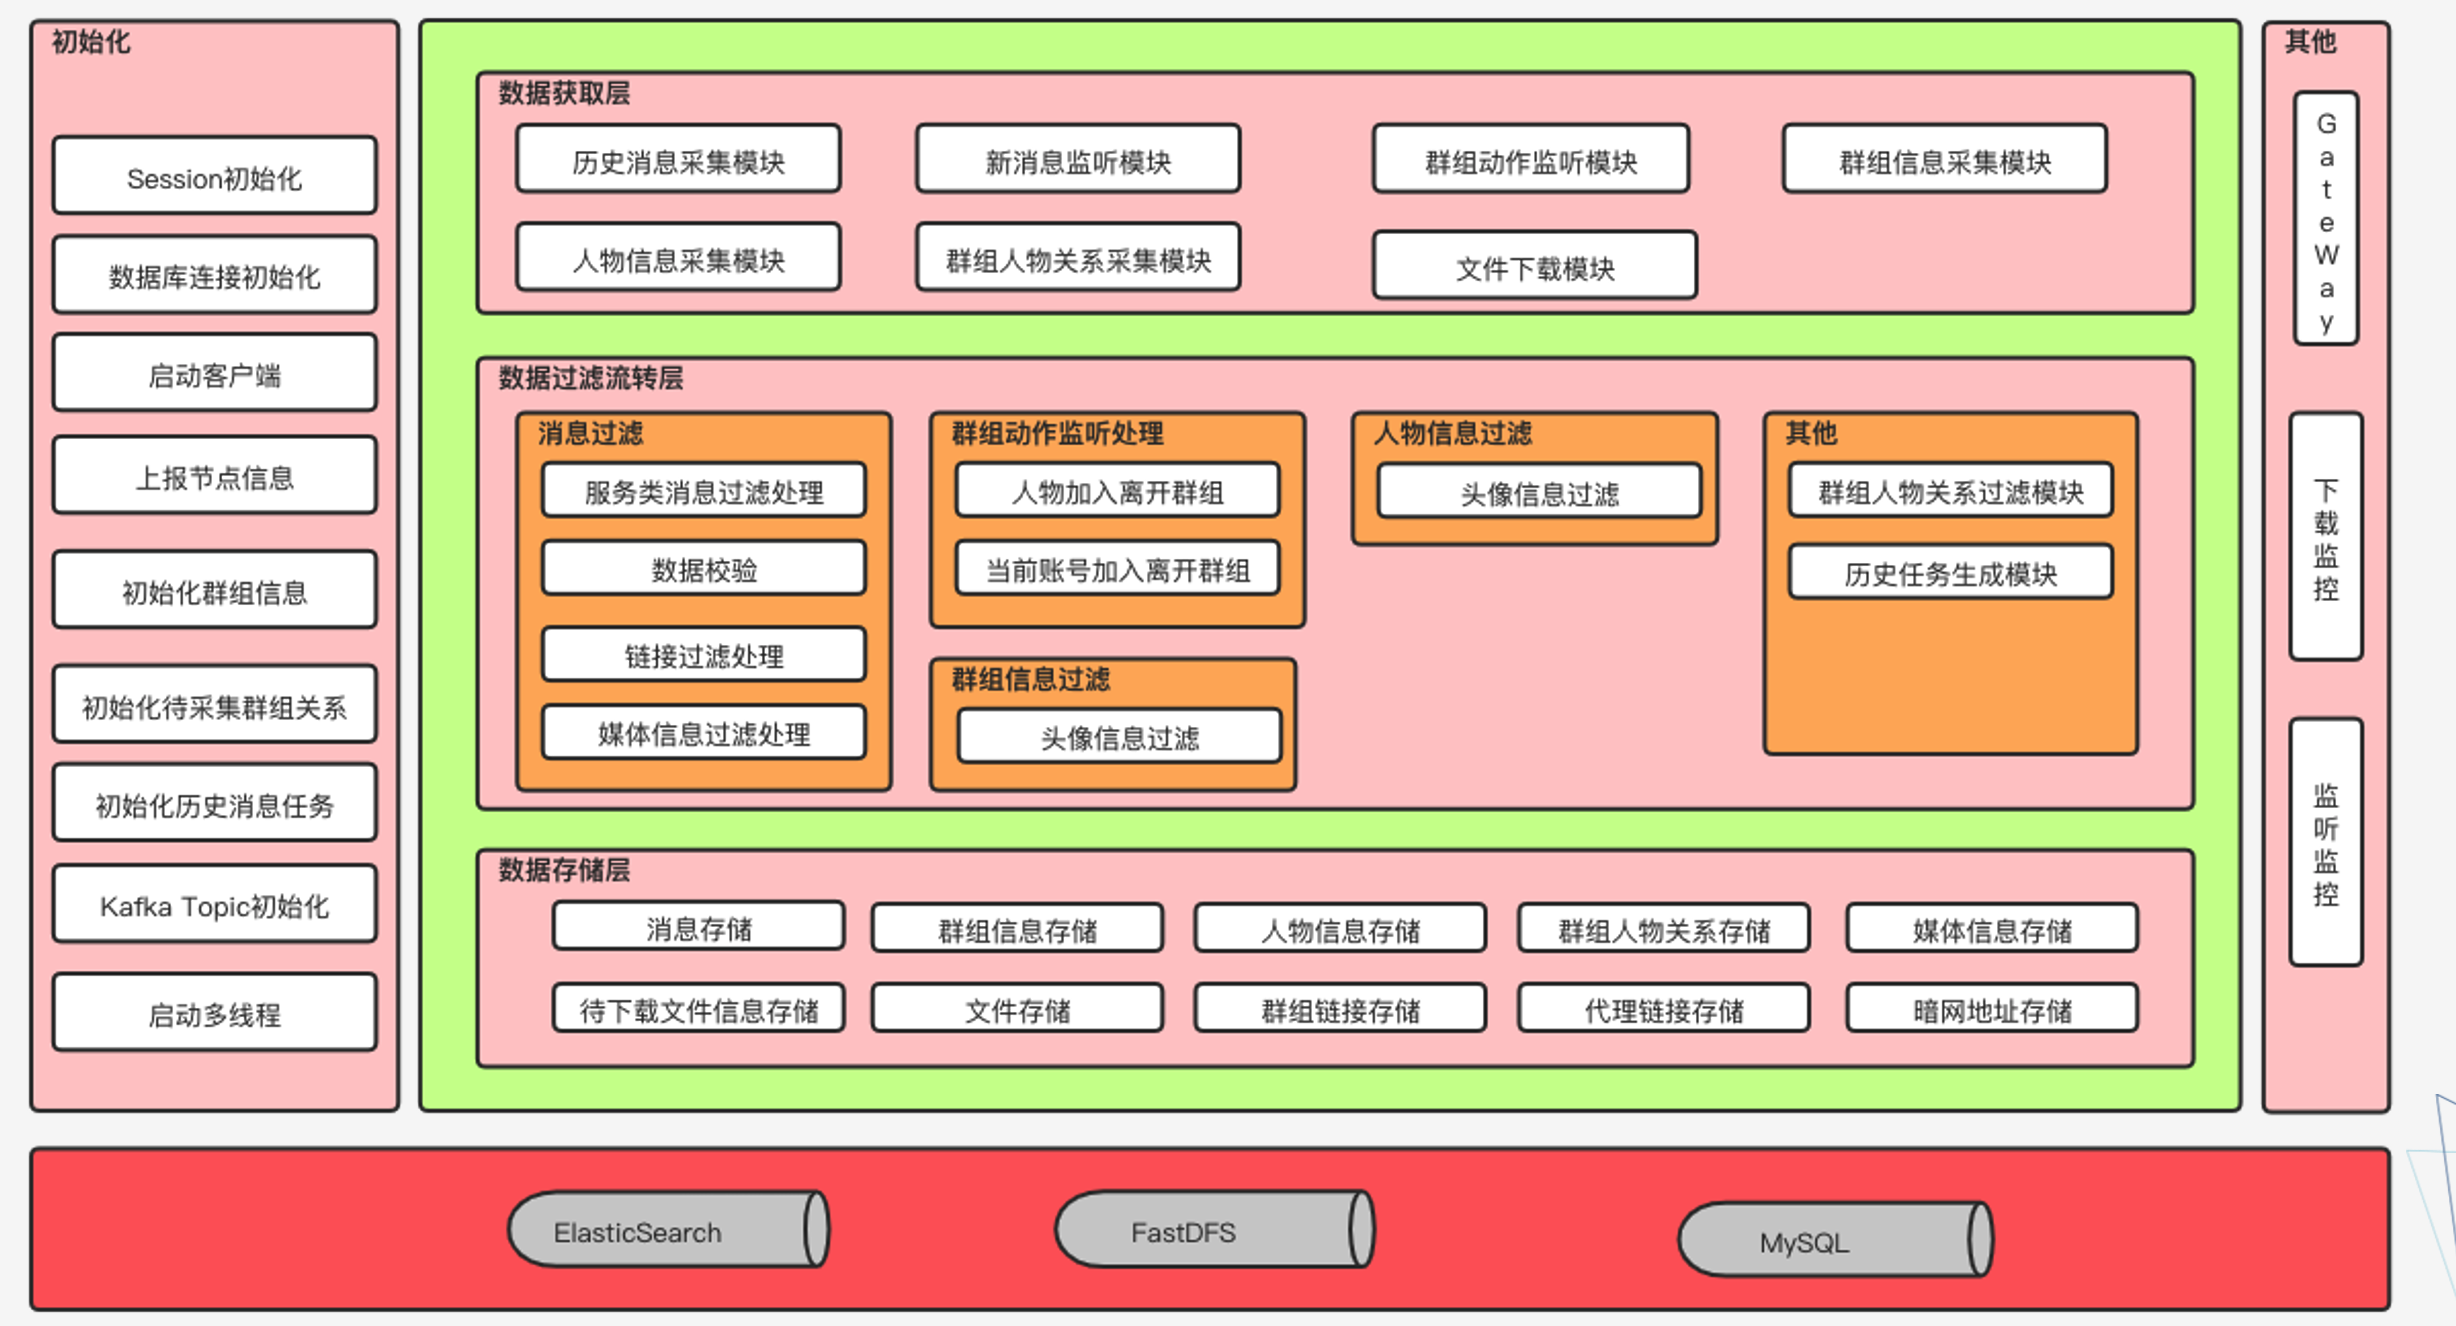 初始化
Session初始化
数据库连接初始化
启动客户端
上报节点信息
初始化群组信息
初始化待采集群组关系
初始化历史消息任务
Kafka Topic初始化
启动多线程
数据获取层
历史消息采集模块
新消息监听模块
群组动作监听模块
群组信息采集模块
人物信息采集模块
群组人物关系采集模块
文件下载模块
数据过滤流转层
消息过滤
服务类消息过滤处理
数据校验
链接过滤处理
媒体信息过滤处理
群组动作监听处理
人物加入离开群组
当前账号加入离开群组
群组信息过滤
头像信息过滤
人物信息过滤
头像信息过滤
其他
群组人物关系过滤模块
历史任务生成模块
数据存储层
消息存储
群组信息存储
人物信息存储
群组人物关系存储
媒体信息存储
待下载文件信息存储
文件存储
群组链接存储
代理链接存储
暗网地址存储
其他
GateWay
下载监控
监听监控
ElasticSearch
FastDFS
MySQL